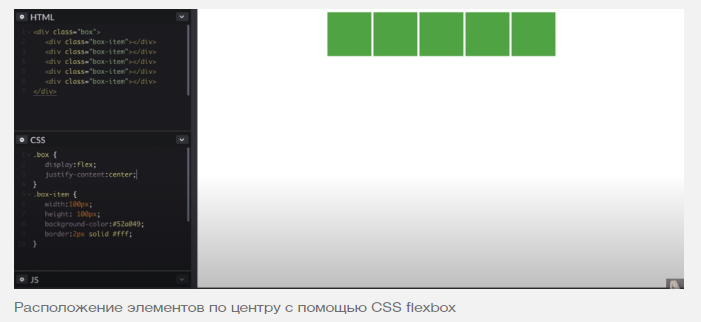 HTML
<div class="box">
<div class="box-item"></div>
<div class="box-item"></div>
<div class="box-item"></div>
<div class="box-item"></div>
<div class="box-item"></div>
</div>
CSS
.box {
display:flex;
justify-content:center;
}
.box-item {
width:100px;
height: 100px;
background-color:#52a049;
border:2px solid #fff;
}
JS
Расположение элементов по центру с помощью CSS flexbox